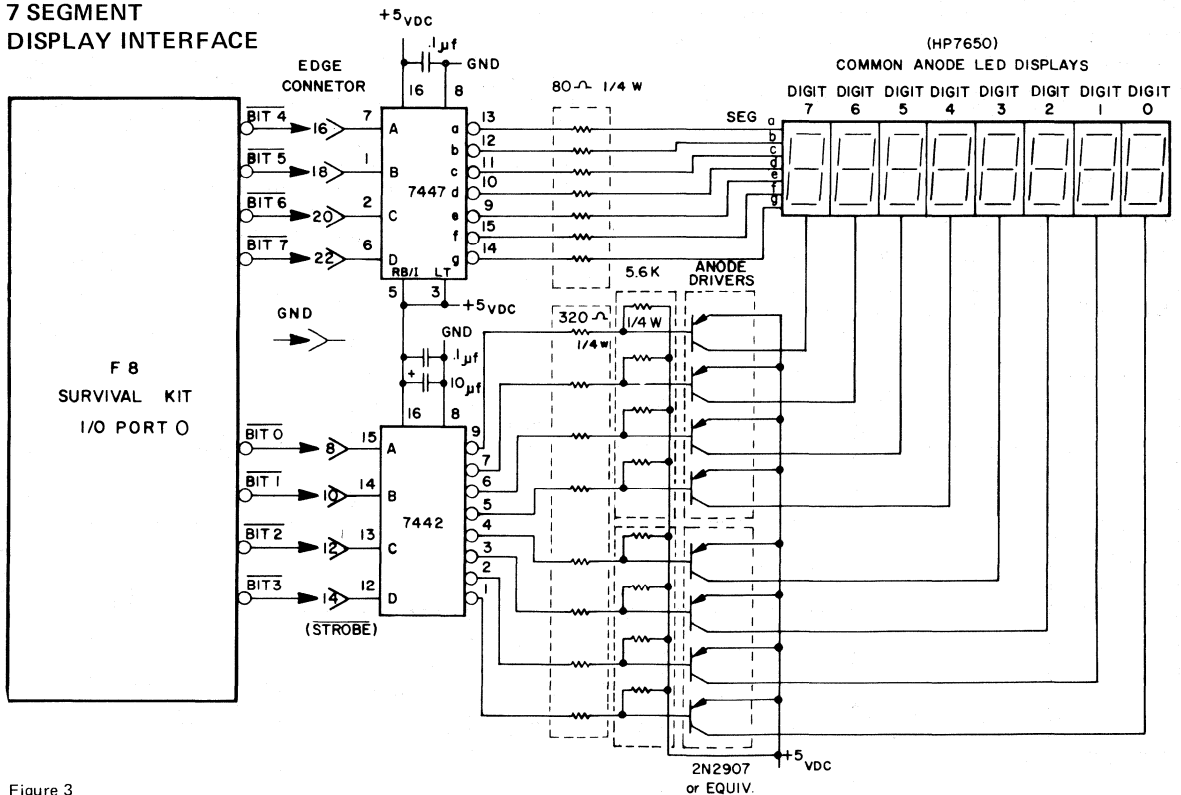 7 SEGMENT
DISPLAY INTERFACE
+5VDC
.1µf
GND
16 8
EDGE
CONNETOR
80Ω 1/4 W
(HP7650)
COMMON ANODE LED DISPLAYS
DIGIT DIGIT DIGIT DIGIT DIGIT DIGIT DIGIT DIGIT
7 6 5 4 3 2 1 0
SEG a
b
c
d
e
f
g
BIT 4 16 7 A a 13
b 12
BIT 5 18 1 B c 11
7447 d 10
BIT 6 20 2 C e 9
f 15
BIT 7 22 6 D g 14
RB/I LT
5 3 +5VDC
GND
GND
.1µf
+ 10µf
16 8
320Ω
1/4 W
5.6K
1/4 W
ANODE
DRIVERS
F 8
SURVIVAL KIT
I/O PORT 0
BIT 0 8 15 A 9
7
BIT 1 10 14 B 6
5
7442
4
BIT 2 12 13 C 3
2
BIT 3 14 12 D 1
(STROBE)
+5VDC
2N2907
or EQUIV.
Figure 3